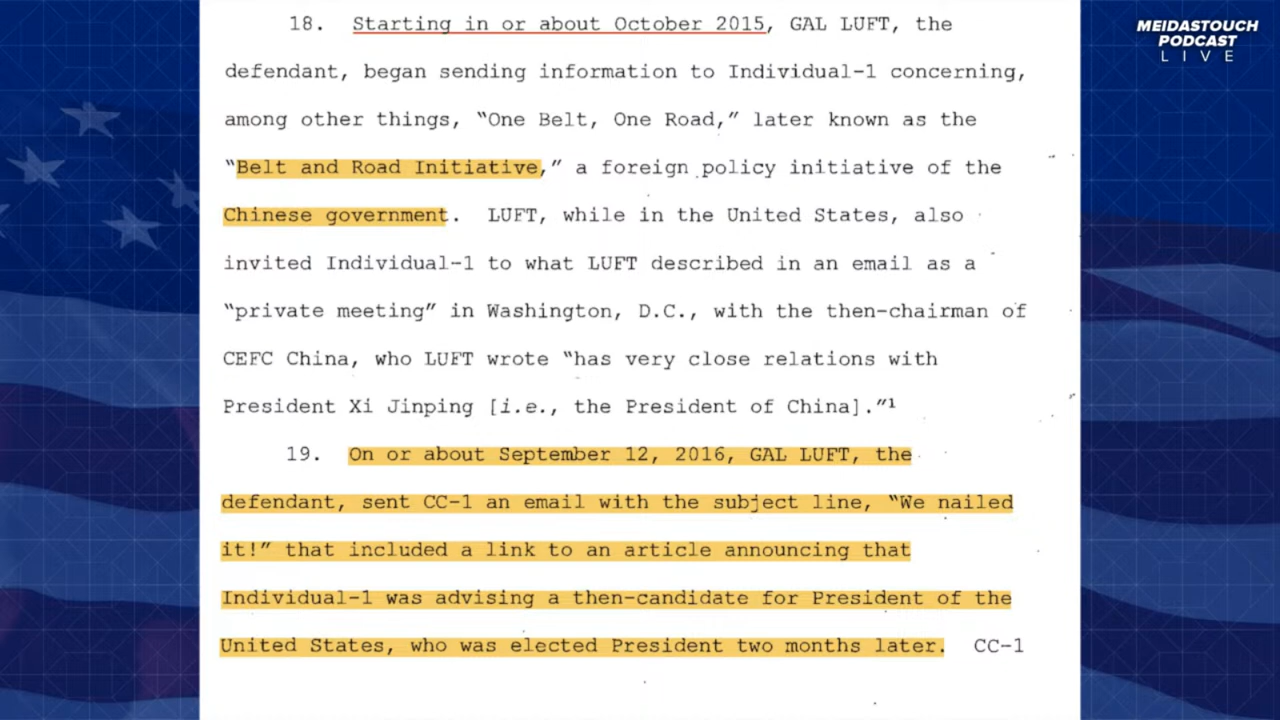 MEIDASTOUCH
PODCAST
LIVE
18. Starting in or about October 2015, GAL LUFT, the
defendant, began sending information to Individual-1 concerning,
among other things, “One Belt, One Road,” later known as the
“Belt and Road Initiative,” a foreign policy initiative of the
Chinese government. LUFT, while in the United States, also
invited Individual-1 to what LUFT described in an email as a
“private meeting” in Washington, D.C., with the then-chairman of
CEFC China, who LUFT wrote “has very close relations with
President Xi Jinping [i.e., the President of China].”¹
19. On or about September 12, 2016, GAL LUFT, the
defendant, sent CC-1 an email with the subject line, “We nailed
it!” that included a link to an article announcing that
Individual-1 was advising a then-candidate for President of the
United States, who was elected President two months later. CC-1